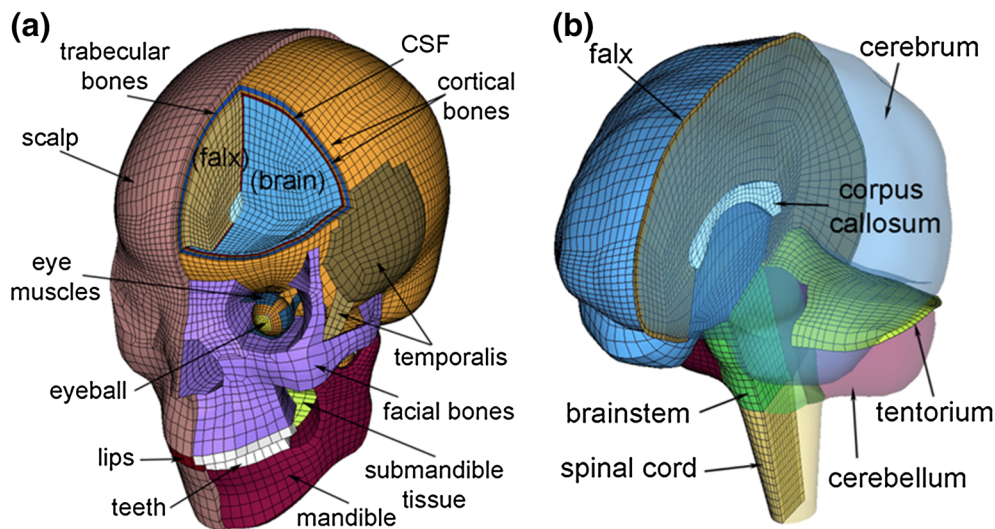 (a)
trabecular
bones
CSF
cortical
bones
scalp
(falx)
(brain)
eye
muscles
temporalis
eyeball
facial bones
lips
teeth
submandible
tissue
mandible
(b)
falx
cerebrum
corpus
callosum
brainstem
tentorium
spinal cord
cerebellum